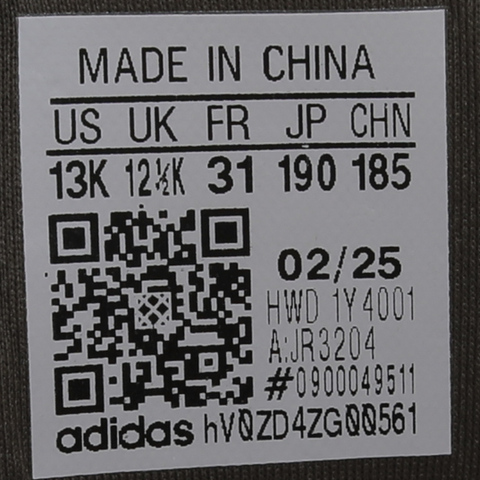 MADE IN CHINA
US UK FR JP CHN
13K 12½K 31 190 185
02/25
HWD 1Y4001
A:JR3204
#0900049511
adidas hV0ZD4ZG00561